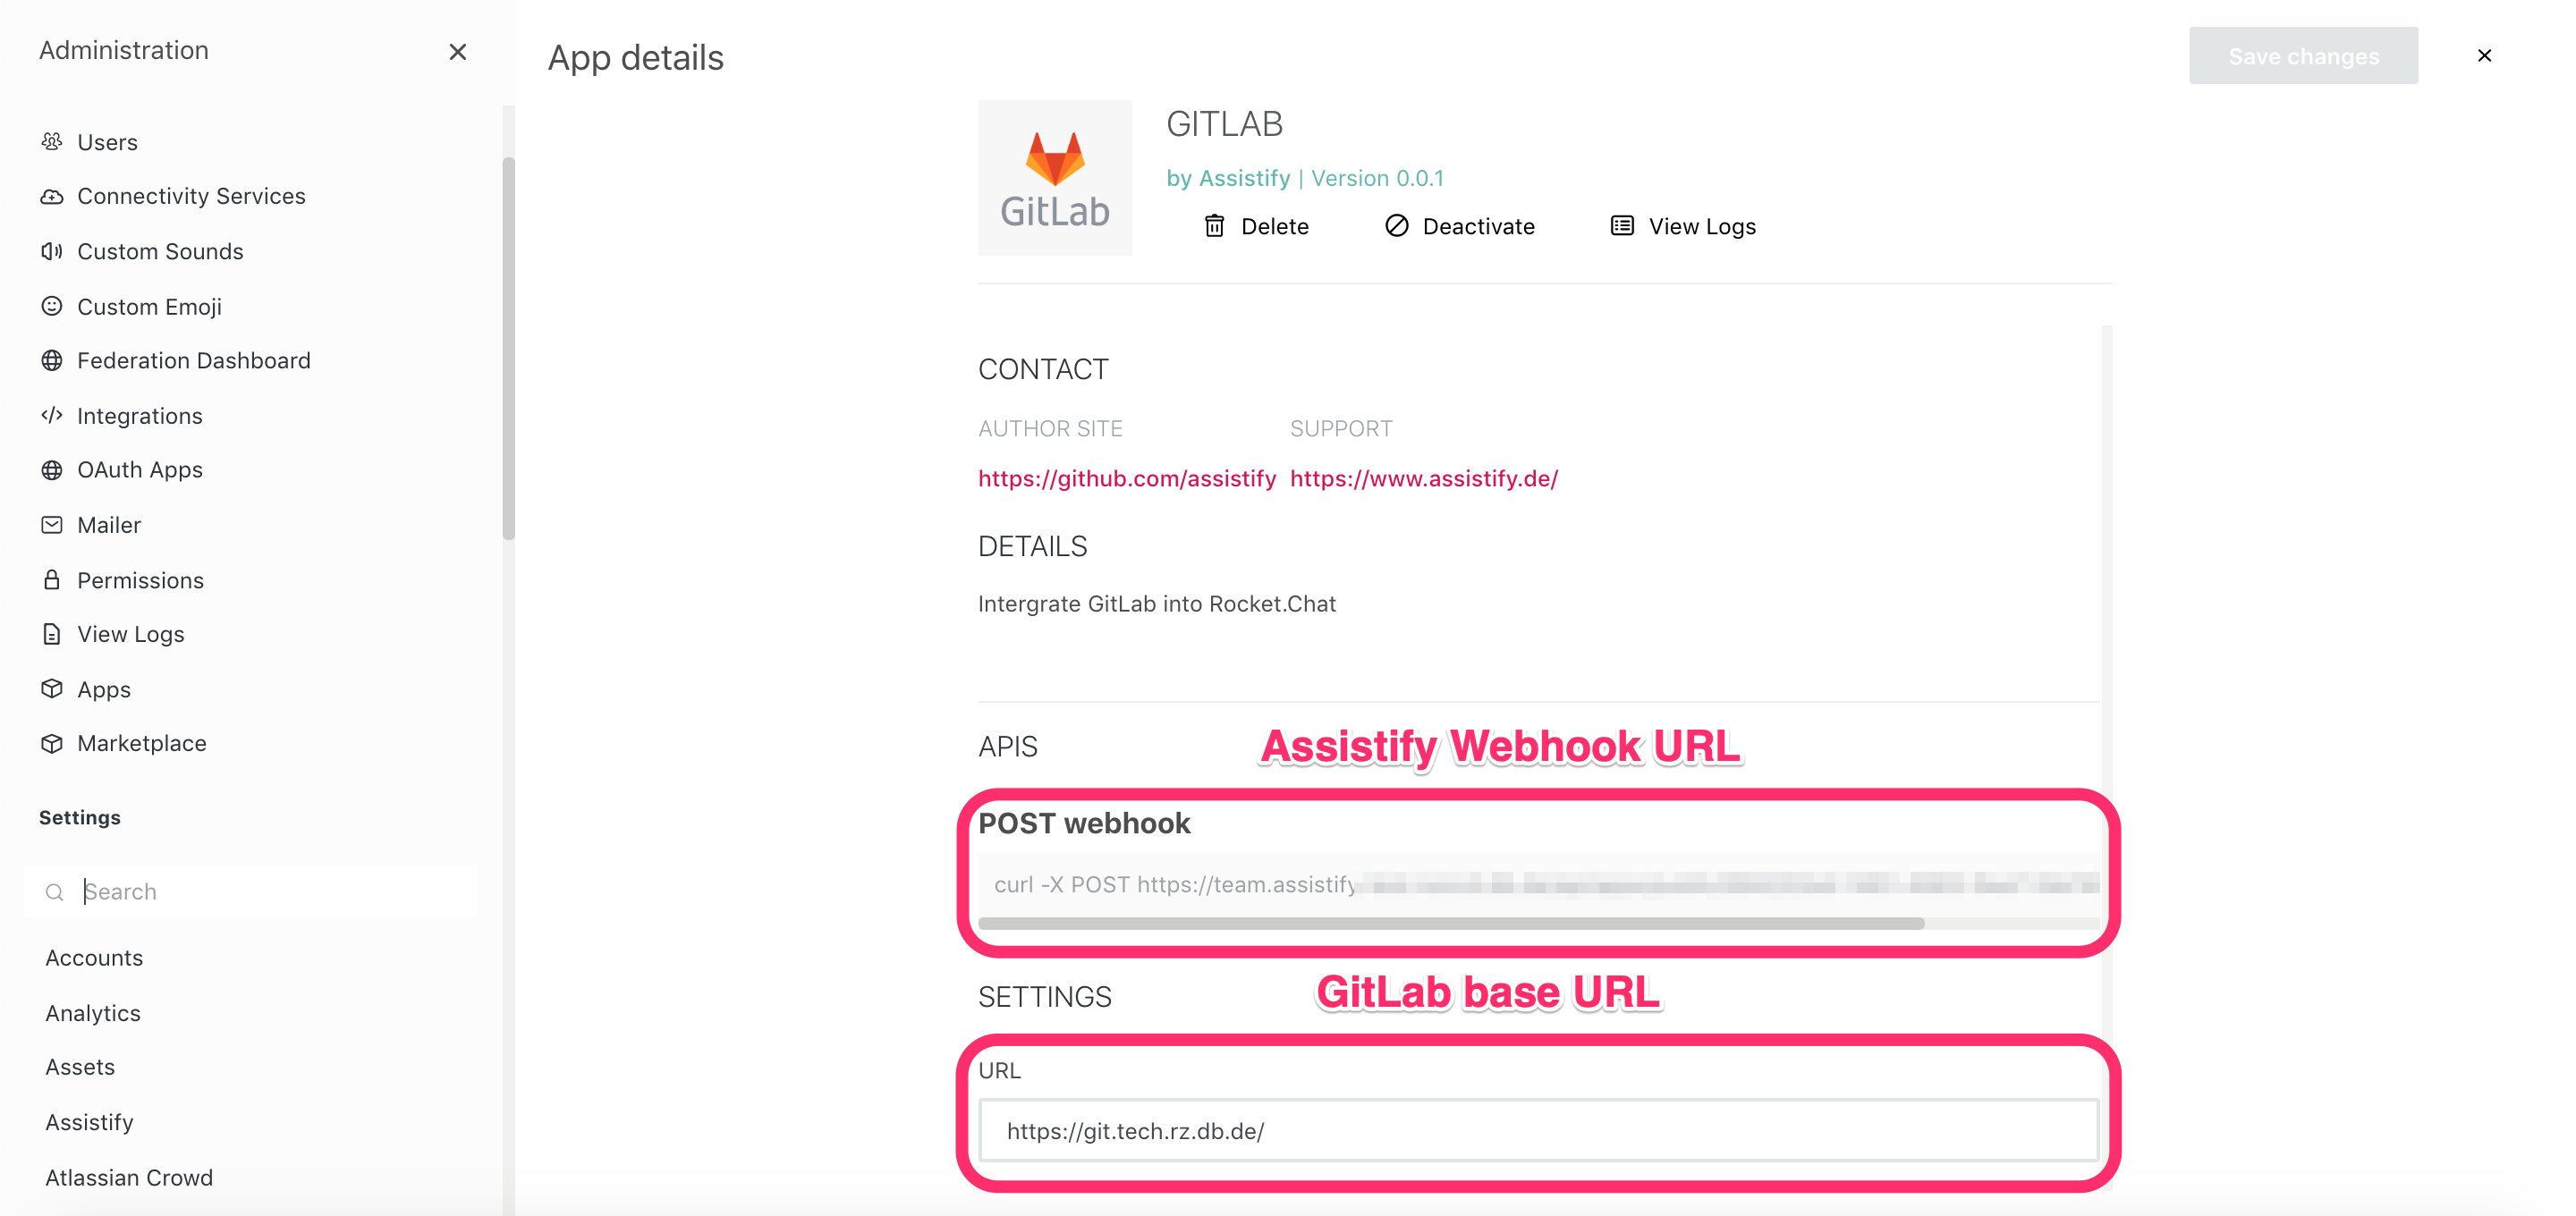 Administration
Users
Connectivity Services
Custom Sounds
Custom Emoji
Federation Dashboard
Integrations
OAuth Apps
Mailer
Permissions
View Logs
Apps
Marketplace
Settings
Search
Accounts
Analytics
Assets
Assistify
Atlassian Crowd
App details
Save changes
GitLab
GITLAB
by Assistify | Version 0.0.1
Delete Deactivate View Logs
CONTACT
AUTHOR SITE SUPPORT
https://github.com/assistify https://www.assistify.de/
DETAILS
Intergrate GitLab into Rocket.Chat
APIS
Assistify Webhook URL
POST webhook
curl -X POST https://team.assistify
SETTINGS
GitLab base URL
URL
https://git.tech.rz.db.de/